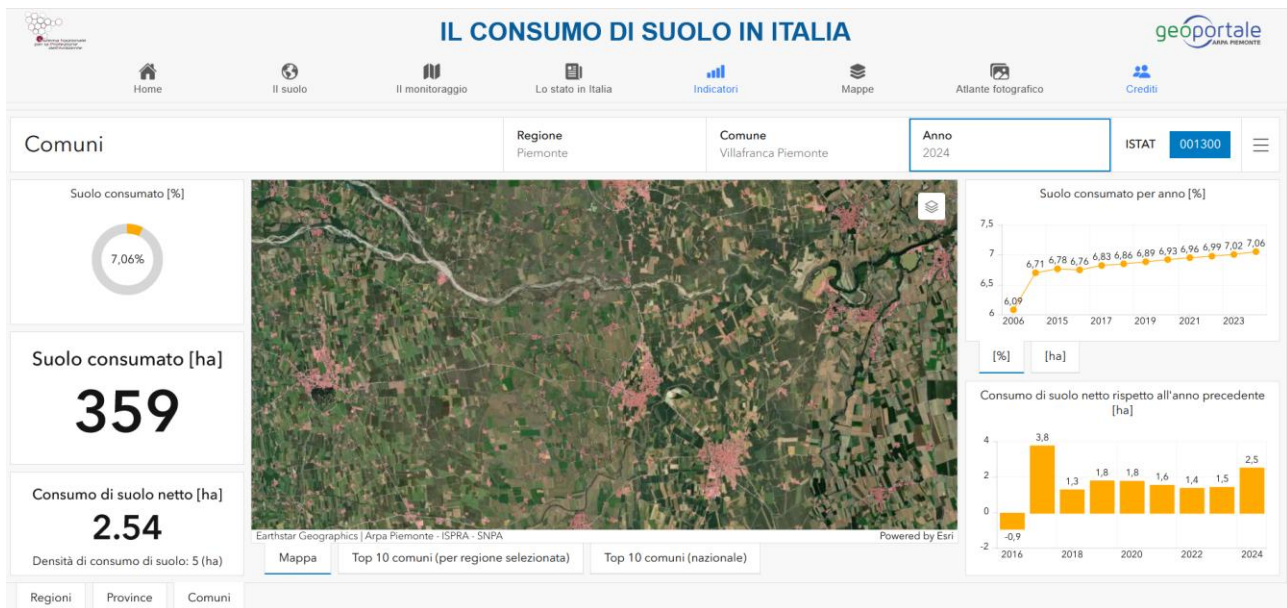 Sistema Nazionale
per la Protezione
dell'Ambiente
IL CONSUMO DI SUOLO IN ITALIA
geoportale
ARPA PIEMONTE
Home
Il suolo
Il monitoraggio
Lo stato in Italia
Indicatori
Mappe
Atlante fotografico
Crediti
Comuni
Regione
Piemonte
Comune
Villafranca Piemonte
Anno
2024
ISTAT 001300
Suolo consumato [%]
7,06%
Suolo consumato [ha]
359
Consumo di suolo netto [ha]
2.54
Densità di consumo di suolo: 5 (ha)
Earthstar Geographics | Arpa Piemonte - ISPRA - SNPA
Powered by Esri
Mappa
Top 10 comuni (per regione selezionata)
Top 10 comuni (nazionale)
Suolo consumato per anno [%]
7,5
7
6,5
6
6,09 6,71 6,78 6,76 6,83 6,86 6,89 6,93 6,96 6,99 7,02 7,06
2006 2015 2017 2019 2021 2023
[%] [ha]
Consumo di suolo netto rispetto all'anno precedente
[ha]
4
2
0
-2
-0,9 3,8 1,3 1,8 1,8 1,6 1,4 1,5 2,5
2016 2018 2020 2022 2024
Regioni Province Comuni